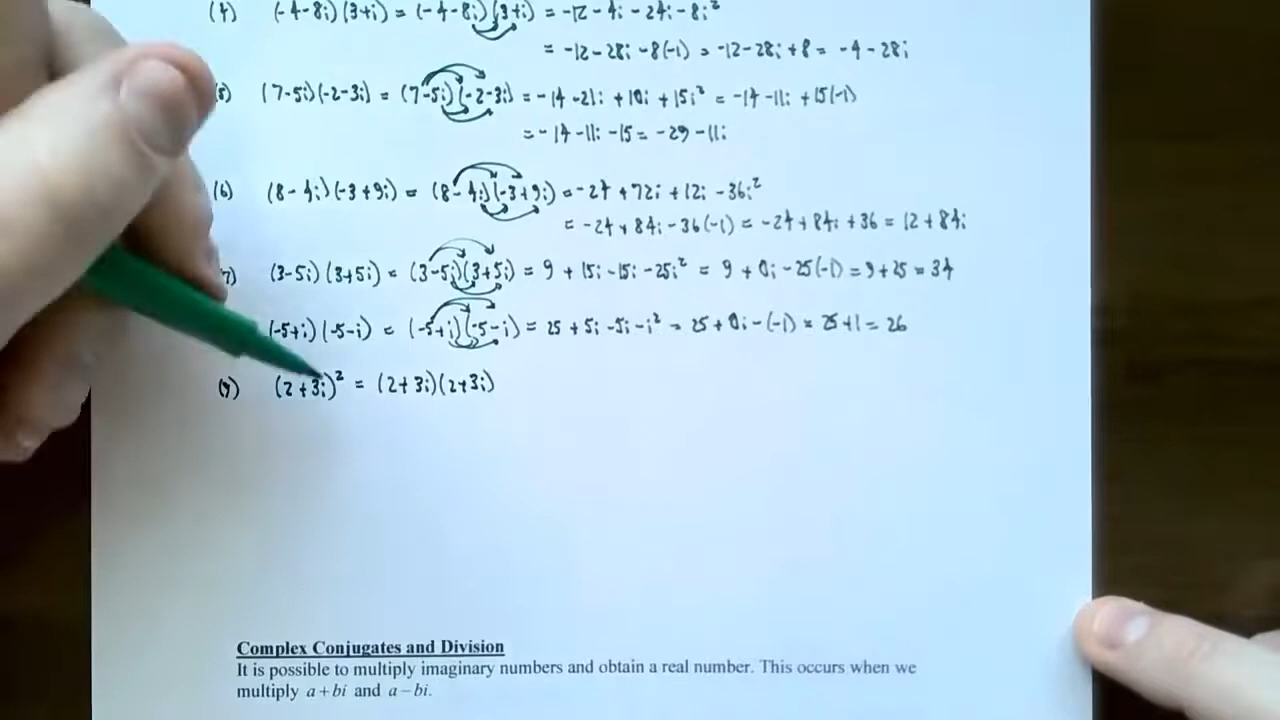 (4) (-4-8i)(3+i) = (-4-8i)(3+i) = -12-4i-24i-8i²
= -12-28i-8(-1) = -12-28i+8 = -4-28i
(5) (7-5i)(-2-3i) = (7-5i)(-2-3i) = -14-21i+10i+15i² = -14-11i+15(-1)
= -14-11i-15 = -29-11i
(6) (8-4i)(-3+9i) = (8-4i)(-3+9i) = -24+72i+12i-36i²
= -24+84i-36(-1) = -24+84i+36 = 12+84i
7) (3-5i)(3+5i) = (3-5i)(3+5i) = 9+15i-15i-25i² = 9+0i-25(-1) = 9+25 = 34
(-5+i)(-5-i) = (-5+i)(-5-i) = 25+5i-5i-i² = 25+0i-(-1) = 25+1 = 26
(9) (2+3i)² = (2+3i)(2+3i)
Complex Conjugates and Division
It is possible to multiply imaginary numbers and obtain a real number. This occurs when we
multiply a+bi and a-bi.